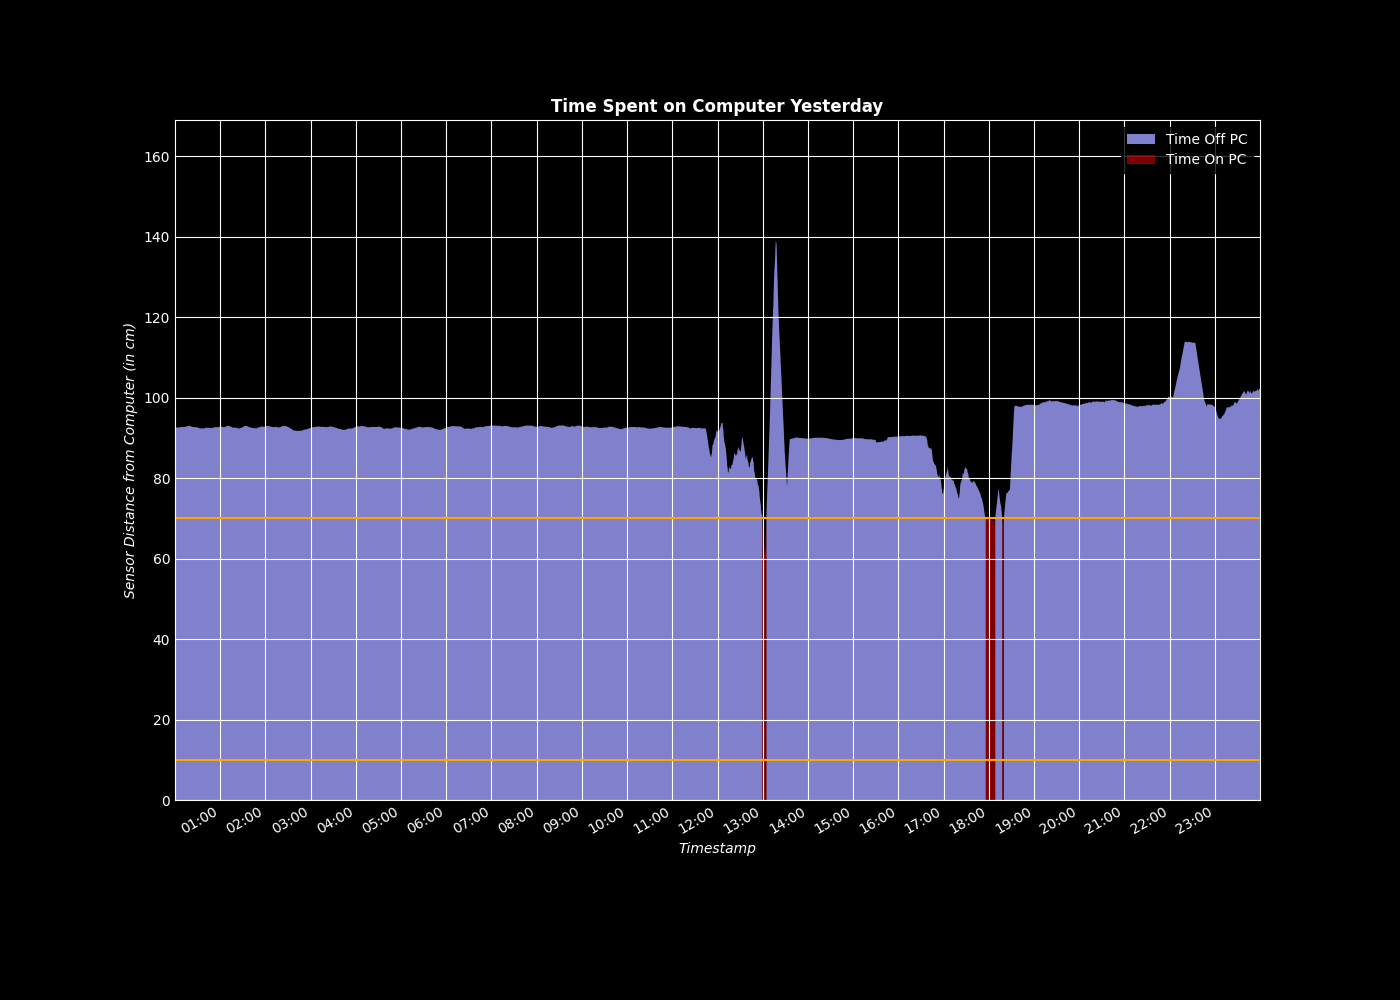 Time Spent on Computer Yesterday
Time Off PC
Time On PC
Sensor Distance from Computer (in cm)
160
140
120
100
80
60
40
20
0
01:00 02:00 03:00 04:00 05:00 06:00 07:00 08:00 09:00 10:00 11:00 12:00 13:00 14:00 15:00 16:00 17:00 18:00 19:00 20:00 21:00 22:00 23:00
Timestamp